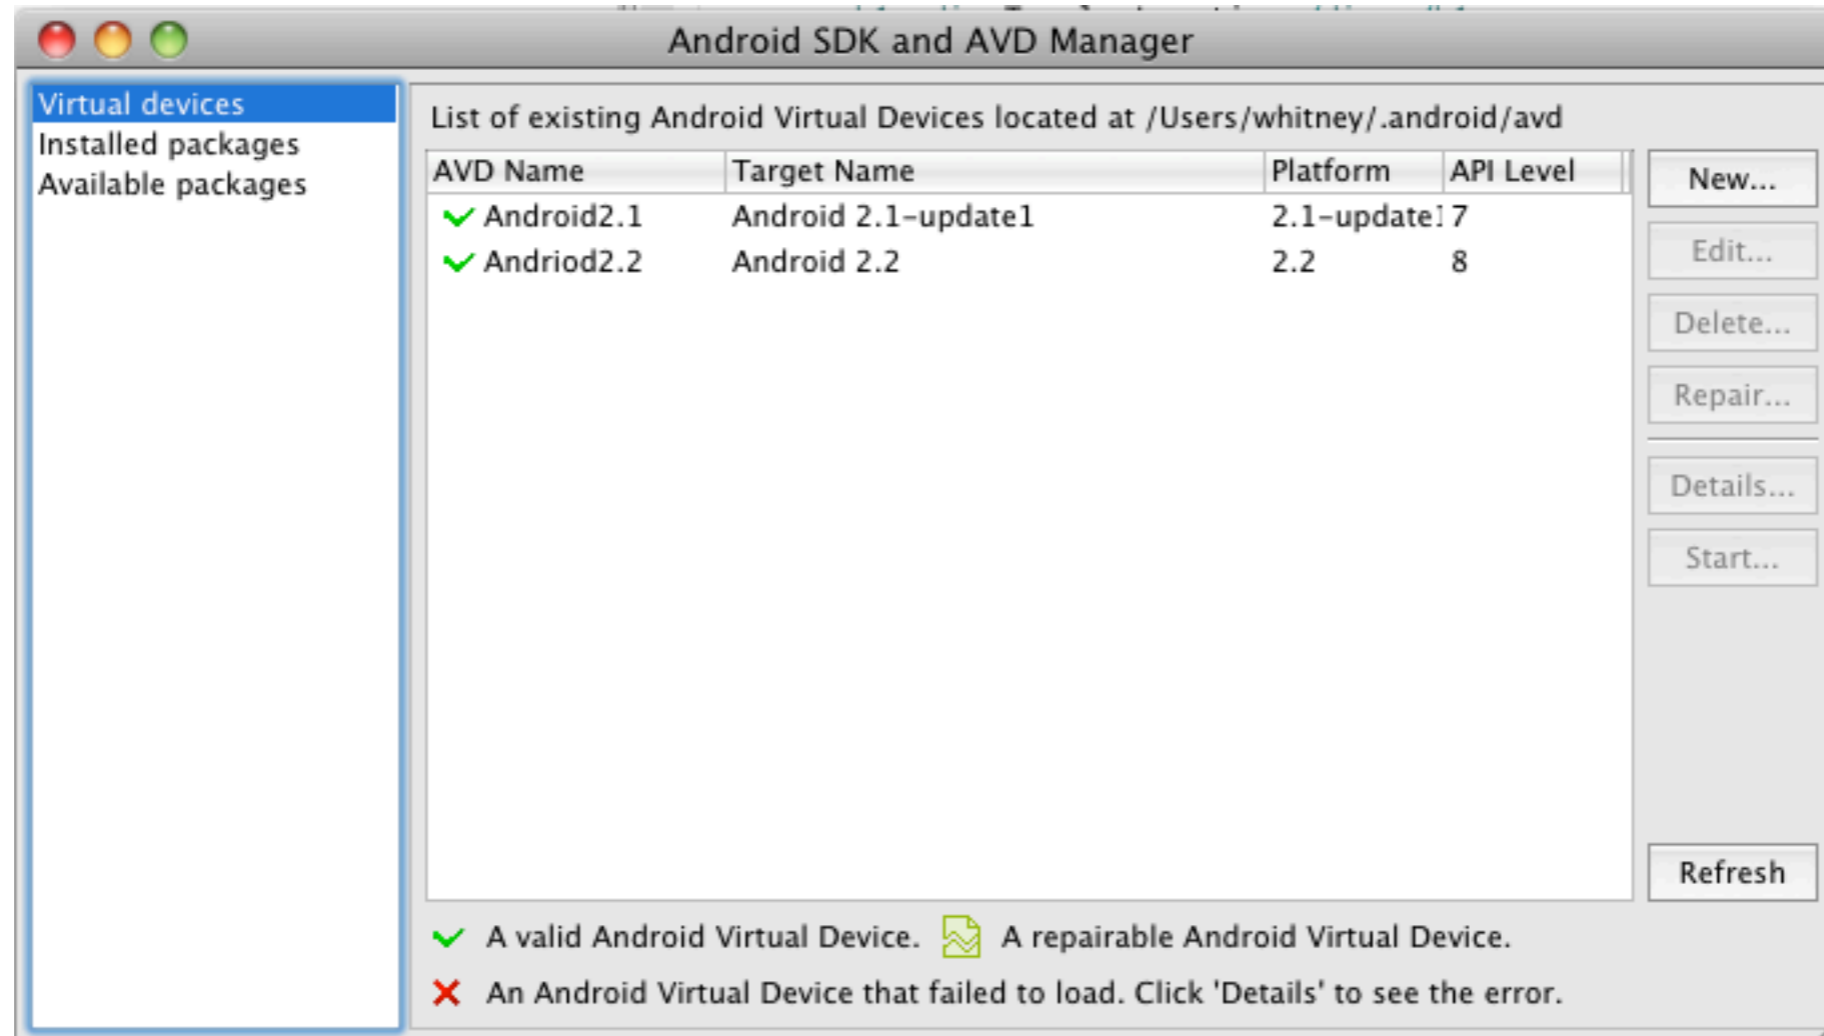 Android SDK and AVD Manager
Virtual devices
Installed packages
Available packages
List of existing Android Virtual Devices located at /Users/whitney/.android/avd
AVD Name Target Name Platform API Level
Android2.1 Android 2.1-update1 2.1-update1 7
Andriod2.2 Android 2.2 2.2 8
New...
Edit...
Delete...
Repair...
Details...
Start...
Refresh
A valid Android Virtual Device. A repairable Android Virtual Device.
An Android Virtual Device that failed to load. Click 'Details' to see the error.